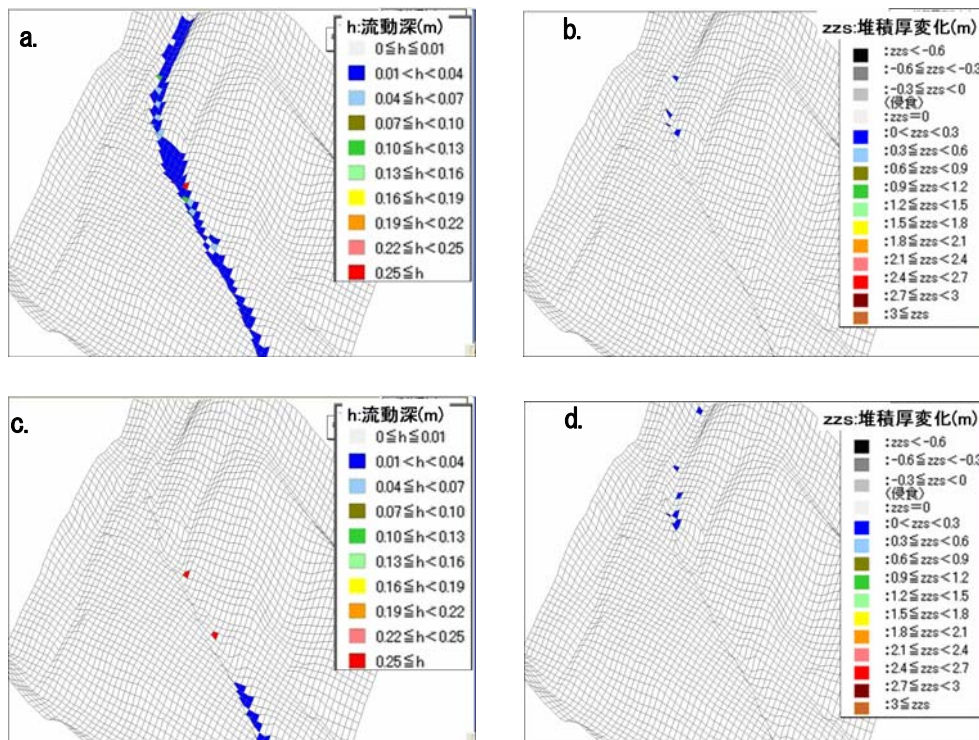 a.
h:流動深(m)
0≦h≦0.01
0.01<h<0.04
0.04≦h<0.07
0.07≦h<0.10
0.10≦h<0.13
0.13≦h<0.16
0.16≦h<0.19
0.19≦h<0.22
0.22≦h<0.25
0.25≦h
b.
zzs:堆積厚変化(m)
:zzs<-0.6
:-0.6≦zzs<-0.3
:-0.3≦zzs<0
(侵食)
:zzs=0
:0<zzs<0.3
:0.3≦zzs<0.6
:0.6≦zzs<0.9
:0.9≦zzs<1.2
:1.2≦zzs<1.5
:1.5≦zzs<1.8
:1.8≦zzs<2.1
:2.1≦zzs<2.4
:2.4≦zzs<2.7
:2.7≦zzs<3
:3≦zzs
c.
h:流動深(m)
0≦h≦0.01
0.01<h<0.04
0.04≦h<0.07
0.07≦h<0.10
0.10≦h<0.13
0.13≦h<0.16
0.16≦h<0.19
0.19≦h<0.22
0.22≦h<0.25
0.25≦h
d.
zzs:堆積厚変化(m)
:zzs<-0.6
:-0.6≦zzs<-0.3
:-0.3≦zzs<0
(侵食)
:zzs=0
:0<zzs<0.3
:0.3≦zzs<0.6
:0.6≦zzs<0.9
:0.9≦zzs<1.2
:1.2≦zzs<1.5
:1.5≦zzs<1.8
:1.8≦zzs<2.1
:2.1≦zzs<2.4
:2.4≦zzs<2.7
:2.7≦zzs<3
:3≦zzs